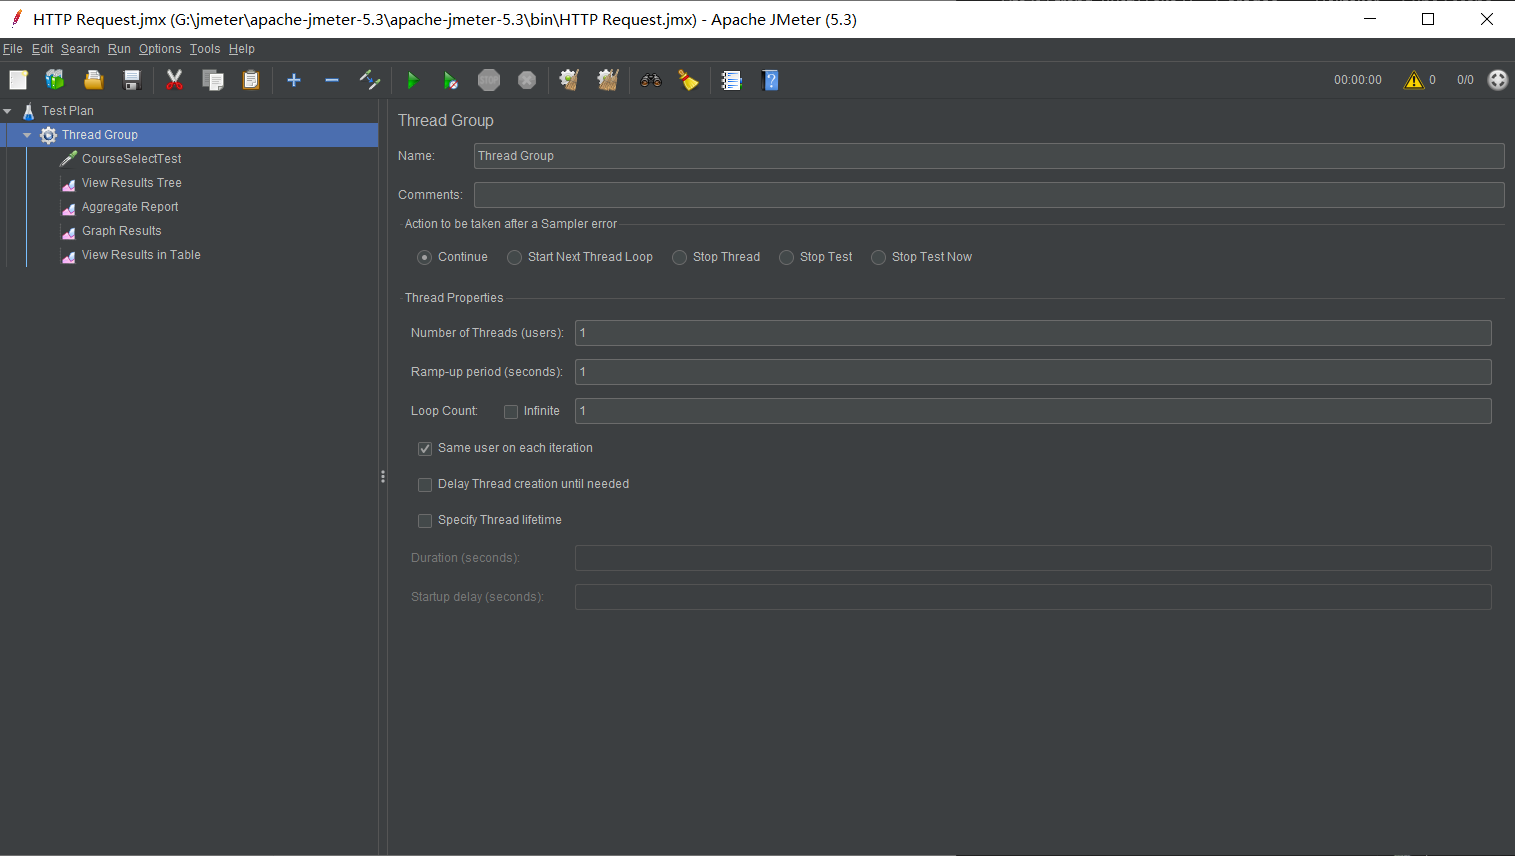 HTTP Request.jmx (G:\jmeter\apache-jmeter-5.3\apache-jmeter-5.3\bin\HTTP Request.jmx) - Apache JMeter (5.3)
File Edit Search Run Options Tools Help
00:00:00 0 0/0
Test Plan
Thread Group
CourseSelectTest
View Results Tree
Aggregate Report
Graph Results
View Results in Table
Thread Group
Name: Thread Group
Comments:
Action to be taken after a Sampler error
Continue Start Next Thread Loop Stop Thread Stop Test Stop Test Now
Thread Properties
Number of Threads (users): 1
Ramp-up period (seconds): 1
Loop Count: Infinite 1
Same user on each iteration
Delay Thread creation until needed
Specify Thread lifetime
Duration (seconds):
Startup delay (seconds):